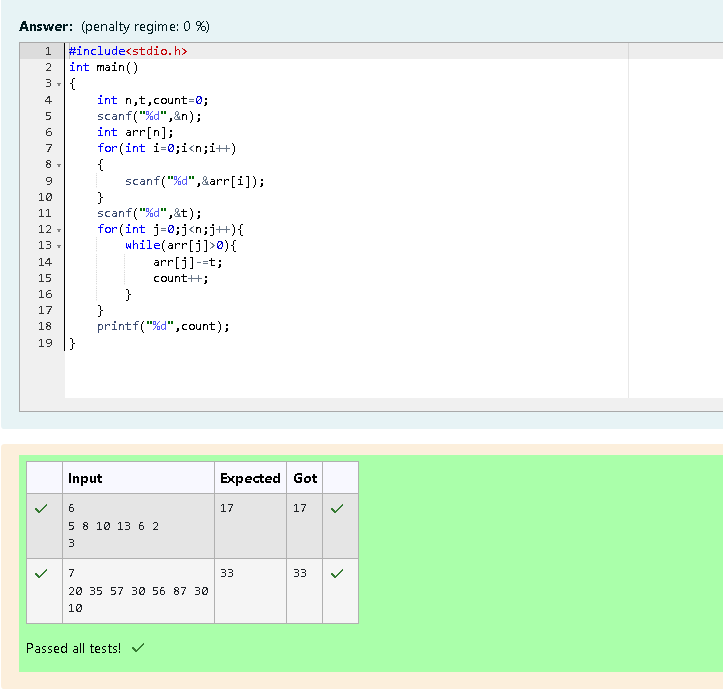 Answer: (penalty regime: 0 %)
1 #include<stdio.h>
2 int main()
3 {
4     int n,t,count=0;
5     scanf("%d",&n);
6     int arr[n];
7     for(int i=0;i<n;i++)
8     {
9         scanf("%d",&arr[i]);
10     }
11     scanf("%d",&t);
12     for(int j=0;j<n;j++){
13         while(arr[j]>0){
14             arr[j]-=t;
15             count++;
16         }
17     }
18     printf("%d",count);
19 }
Input Expected Got
6 17 17
5 8 10 13 6 2
3
7 33 33
20 35 57 30 56 87 30
10
Passed all tests!